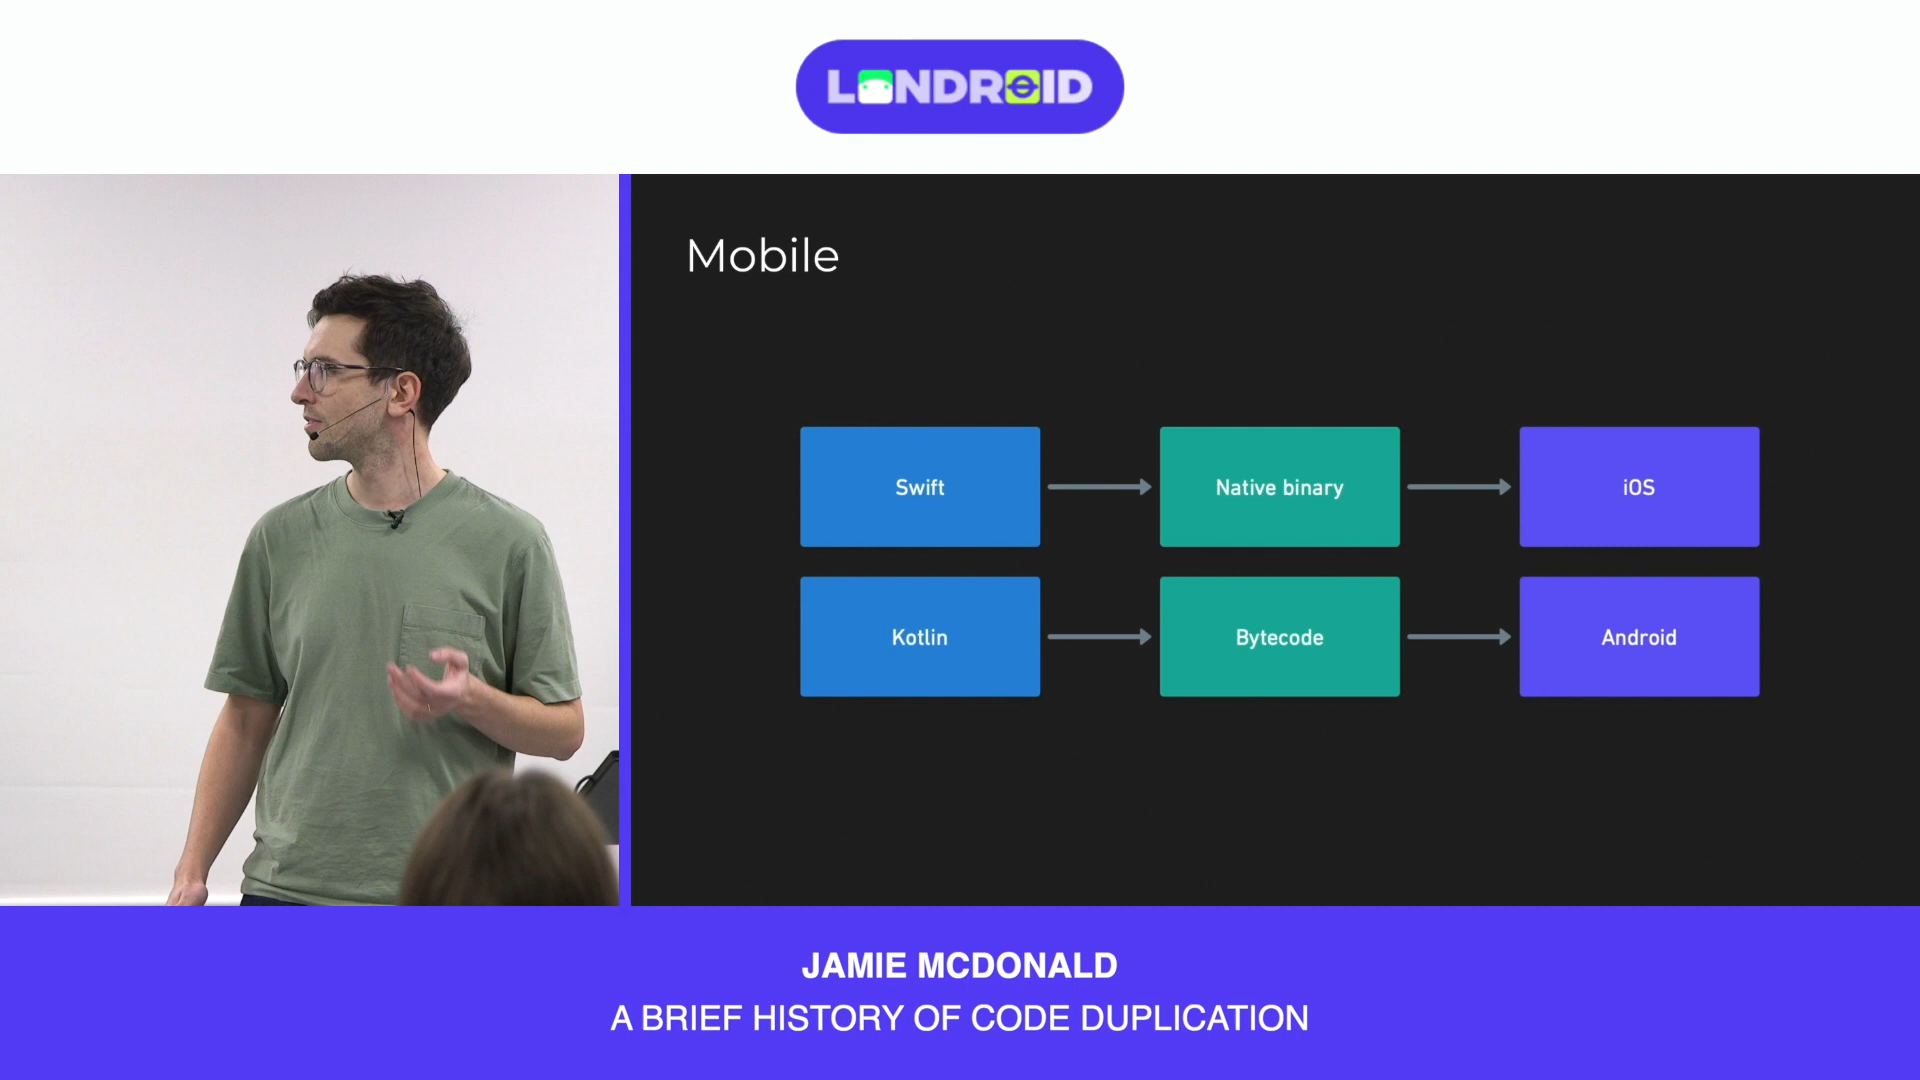 LONDROID
Mobile
Swift
Native binary
iOS
Kotlin
Bytecode
Android
JAMIE MCDONALD
A BRIEF HISTORY OF CODE DUPLICATION